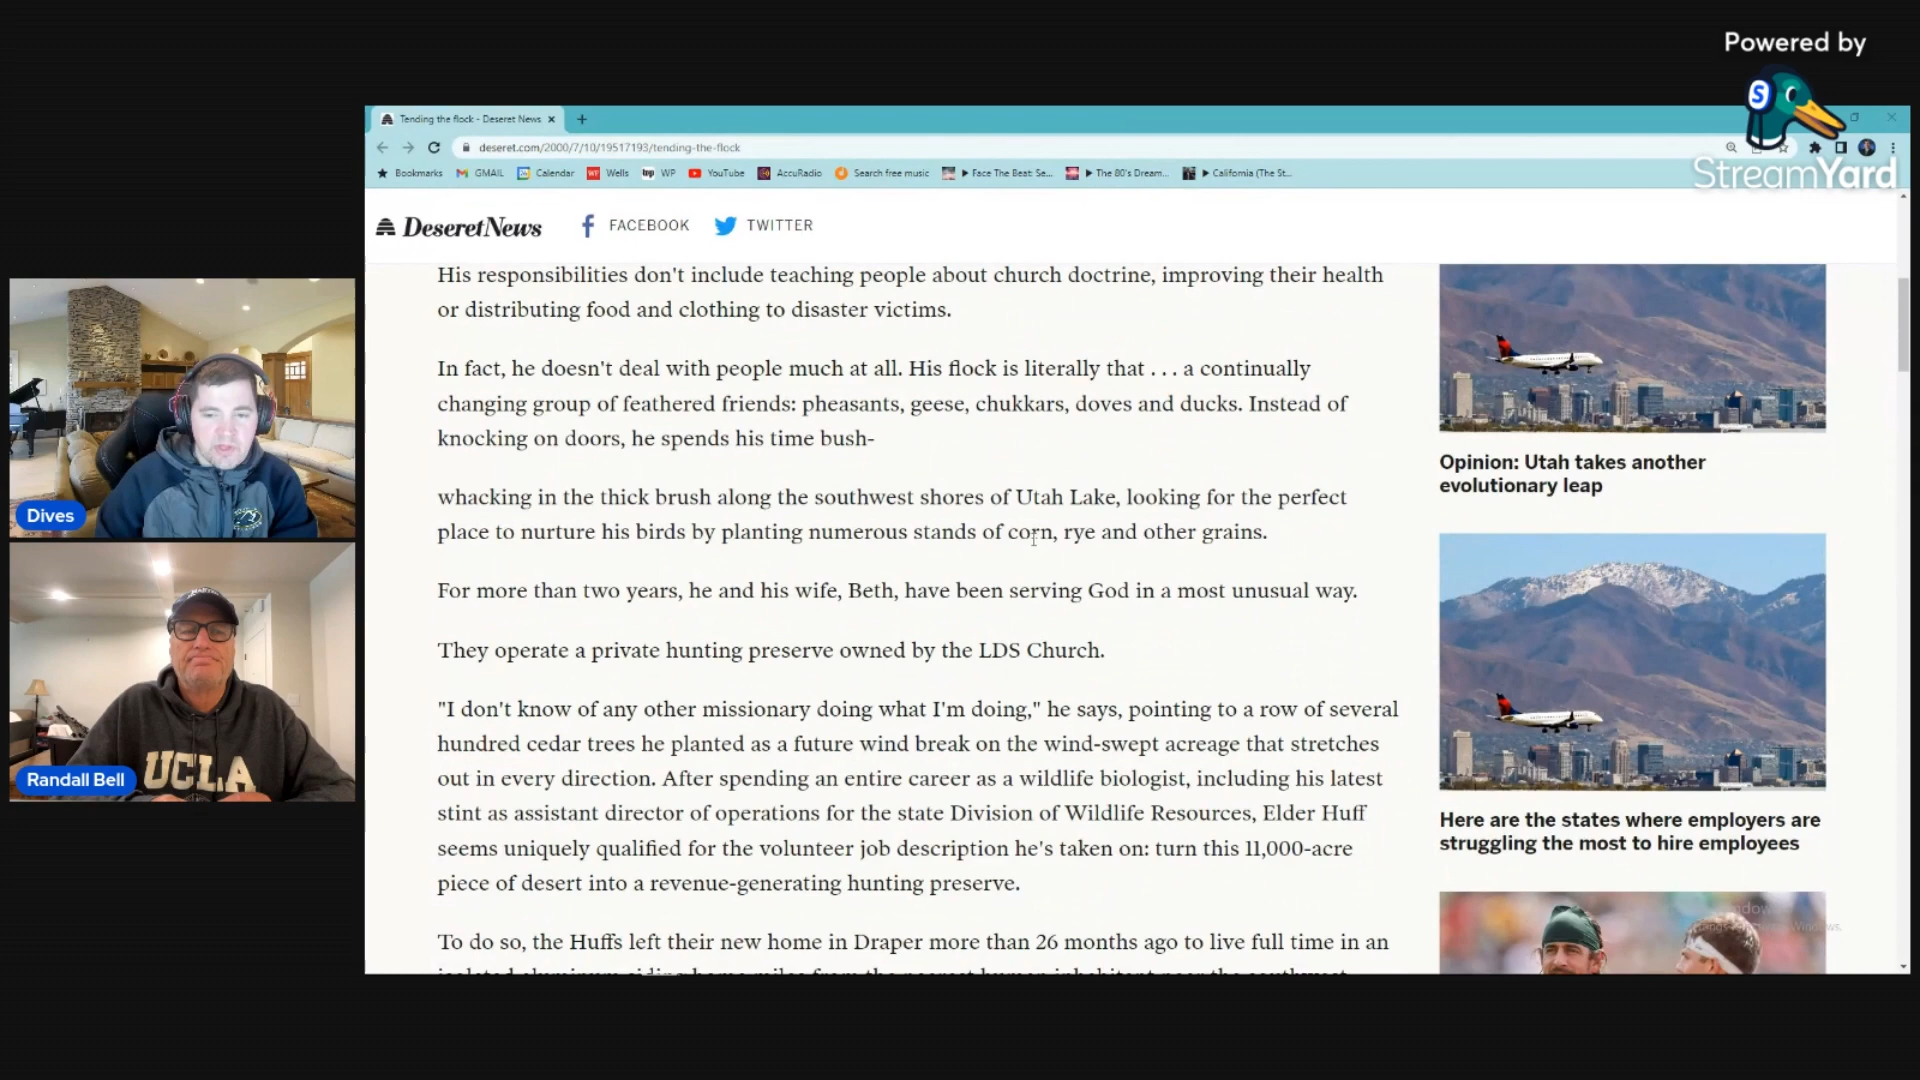 Powered by
S
StreamYard
Tending the flock - Deseret News
deseret.com/2000/7/10/19517193/tending-the-flock
Bookmarks GMAIL Calendar Wells WP YouTube AccuRadio Search free music Face The Beat: Se... The 80's Dream... California (The St...
Deseret News FACEBOOK TWITTER
His responsibilities don't include teaching people about church doctrine, improving their health
or distributing food and clothing to disaster victims.
In fact, he doesn't deal with people much at all. His flock is literally that . . . a continually
changing group of feathered friends: pheasants, geese, chukkars, doves and ducks. Instead of
knocking on doors, he spends his time bush-
whacking in the thick brush along the southwest shores of Utah Lake, looking for the perfect
place to nurture his birds by planting numerous stands of corn, rye and other grains.
For more than two years, he and his wife, Beth, have been serving God in a most unusual way.
They operate a private hunting preserve owned by the LDS Church.
"I don't know of any other missionary doing what I'm doing," he says, pointing to a row of several
hundred cedar trees he planted as a future wind break on the wind-swept acreage that stretches
out in every direction. After spending an entire career as a wildlife biologist, including his latest
stint as assistant director of operations for the state Division of Wildlife Resources, Elder Huff
seems uniquely qualified for the volunteer job description he's taken on: turn this 11,000-acre
piece of desert into a revenue-generating hunting preserve.
To do so, the Huffs left their new home in Draper more than 26 months ago to live full time in an
Opinion: Utah takes another
evolutionary leap
Here are the states where employers are
struggling the most to hire employees
Dives
UCLA
Randall Bell